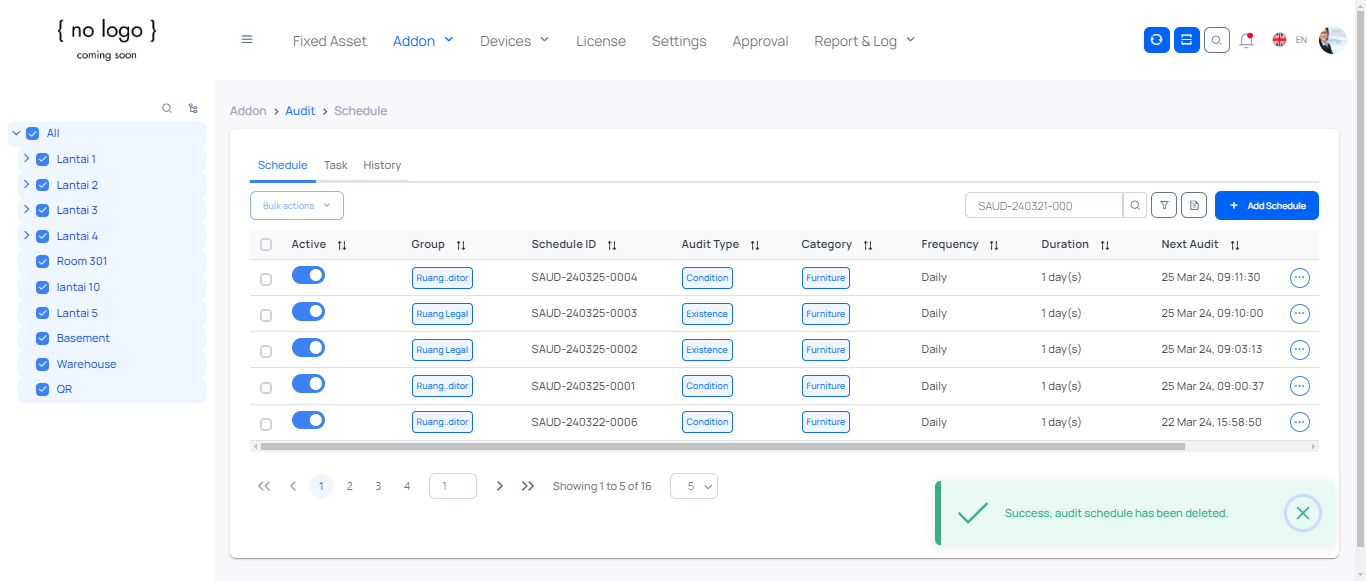 { no logo }
coming soon
Fixed Asset Addon Devices License Settings Approval Report & Log EN
Addon > Audit > Schedule
All
Lantai 1
Lantai 2
Lantai 3
Lantai 4
Room 301
lantai 10
Lantai 5
Basement
Warehouse
QR
Schedule Task History
Bulk actions SAUD-240321-000 + Add Schedule
Active Group Schedule ID Audit Type Category Frequency Duration Next Audit
Ruang..ditor SAUD-240325-0004 Condition Furniture Daily 1 day(s) 25 Mar 24, 09:11:30
Ruang Legal SAUD-240325-0003 Existence Furniture Daily 1 day(s) 25 Mar 24, 09:10:00
Ruang Legal SAUD-240325-0002 Existence Furniture Daily 1 day(s) 25 Mar 24, 09:03:13
Ruang..ditor SAUD-240325-0001 Condition Furniture Daily 1 day(s) 25 Mar 24, 09:00:37
Ruang..ditor SAUD-240322-0006 Condition Furniture Daily 1 day(s) 22 Mar 24, 15:58:50
1 2 3 4 1 Showing 1 to 5 of 16 5
Success, audit schedule has been deleted.